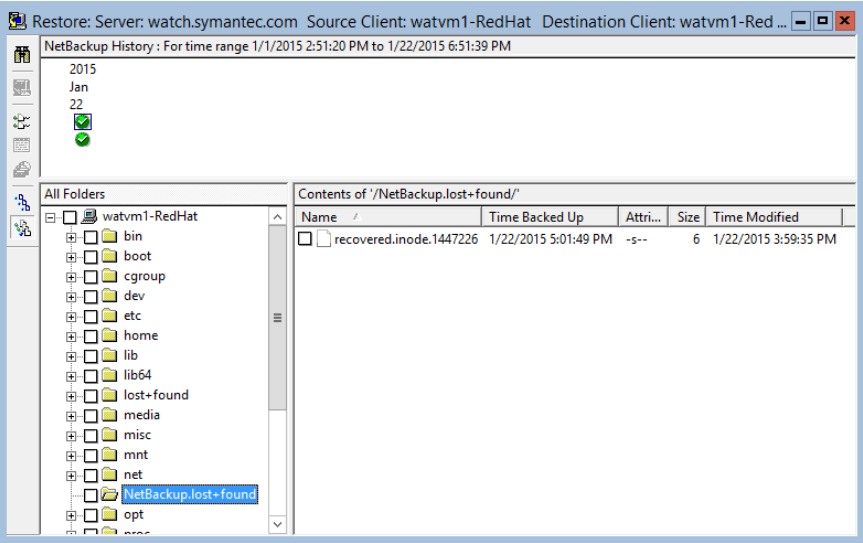 Restore: Server: watch.symantec.com Source Client: watvm1-RedHat Destination Client: watvm1-Red ...
NetBackup History : For time range 1/1/2015 2:51:20 PM to 1/22/2015 6:51:39 PM
2015
Jan
22
All Folders
Contents of '/NetBackup.lost+found/'
Name Time Backed Up Attri... Size Time Modified
recovered.inode.1447226 1/22/2015 5:01:49 PM -s-- 6 1/22/2015 3:59:35 PM
watvm1-RedHat
bin
boot
cgroup
dev
etc
home
lib
lib64
lost+found
media
misc
mnt
net
NetBackup.lost+found
opt
proc